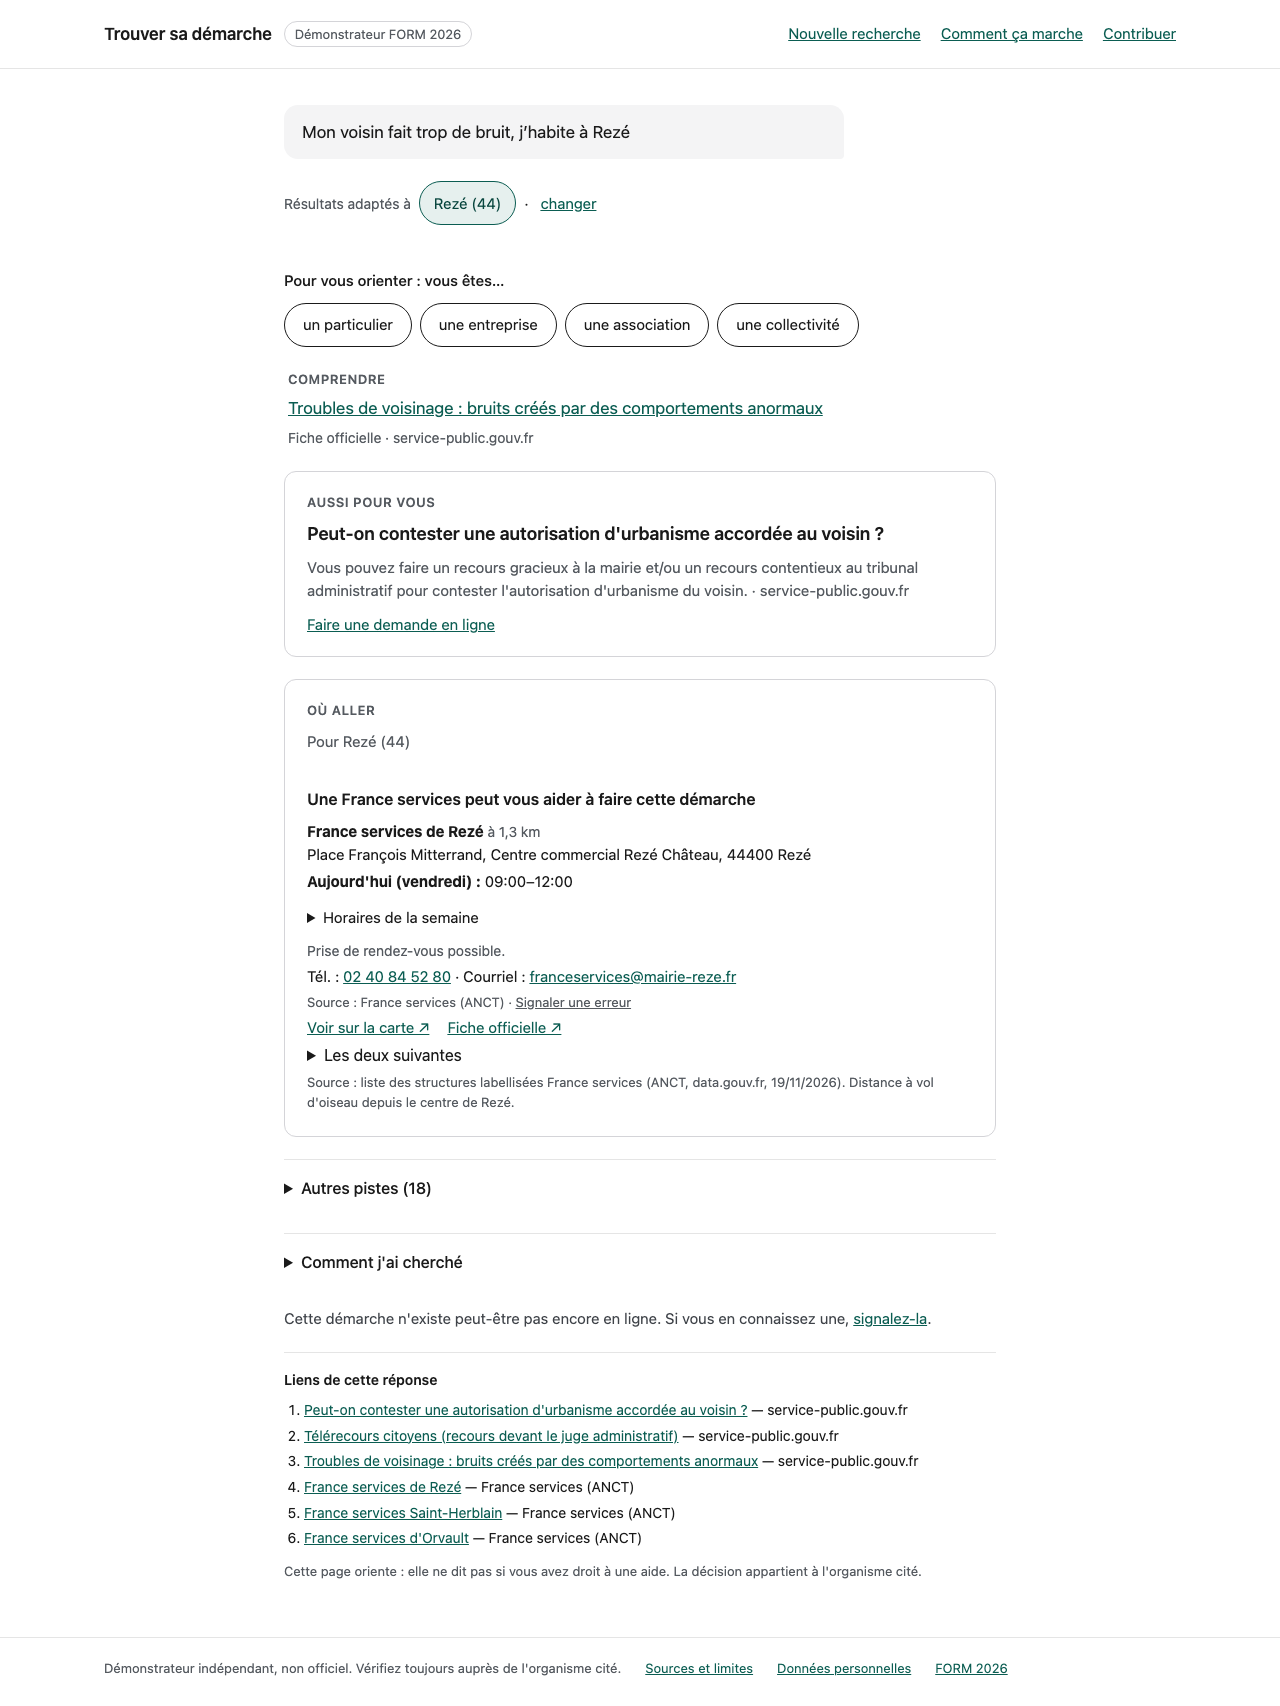 Trouver sa démarche
Démonstrateur FORM 2026
Nouvelle recherche
Comment ça marche
Contribuer
Mon voisin fait trop de bruit, j’habite à Rezé
Résultats adaptés à Rezé (44) · changer
Pour vous orienter : vous êtes...
un particulier
une entreprise
une association
une collectivité
COMPRENDRE
Troubles de voisinage : bruits créés par des comportements anormaux
Fiche officielle · service-public.gouv.fr
AUSSI POUR VOUS
Peut-on contester une autorisation d'urbanisme accordée au voisin ?
Vous pouvez faire un recours gracieux à la mairie et/ou un recours contentieux au tribunal
administratif pour contester l'autorisation d'urbanisme du voisin. · service-public.gouv.fr
Faire une demande en ligne
OÙ ALLER
Pour Rezé (44)
Une France services peut vous aider à faire cette démarche
France services de Rezé à 1,3 km
Place François Mitterrand, Centre commercial Rezé Château, 44400 Rezé
Aujourd'hui (vendredi) : 09:00–12:00
▶ Horaires de la semaine
Prise de rendez-vous possible.
Tél. : 02 40 84 52 80 · Courriel : franceservices@mairie-reze.fr
Source : France services (ANCT) · Signaler une erreur
Voir sur la carte ↗ Fiche officielle ↗
▶ Les deux suivantes
Source : liste des structures labellisées France services (ANCT, data.gouv.fr, 19/11/2026). Distance à vol
d'oiseau depuis le centre de Rezé.
▶ Autres pistes (18)
▶ Comment j'ai cherché
Cette démarche n'existe peut-être pas encore en ligne. Si vous en connaissez une, signalez-la.
Liens de cette réponse
1. Peut-on contester une autorisation d'urbanisme accordée au voisin ? — service-public.gouv.fr
2. Télérecours citoyens (recours devant le juge administratif) — service-public.gouv.fr
3. Troubles de voisinage : bruits créés par des comportements anormaux — service-public.gouv.fr
4. France services de Rezé — France services (ANCT)
5. France services Saint-Herblain — France services (ANCT)
6. France services d'Orvault — France services (ANCT)
Cette page oriente : elle ne dit pas si vous avez droit à une aide. La décision appartient à l'organisme cité.
Démonstrateur indépendant, non officiel. Vérifiez toujours auprès de l'organisme cité.
Sources et limites
Données personnelles
FORM 2026